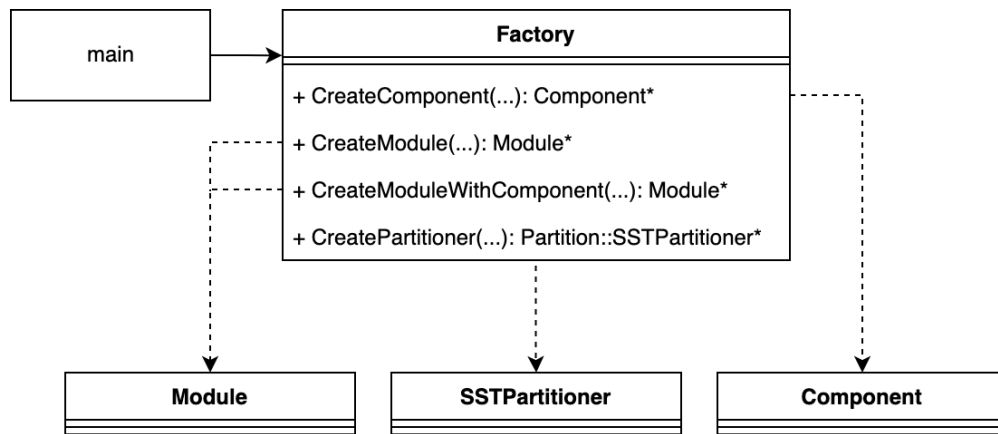 main
Factory
+ CreateComponent(...): Component*
+ CreateModule(...): Module*
+ CreateModuleWithComponent(...): Module*
+ CreatePartitioner(...): Partition::SSTPartitioner*
Module
SSTPartitioner
Component